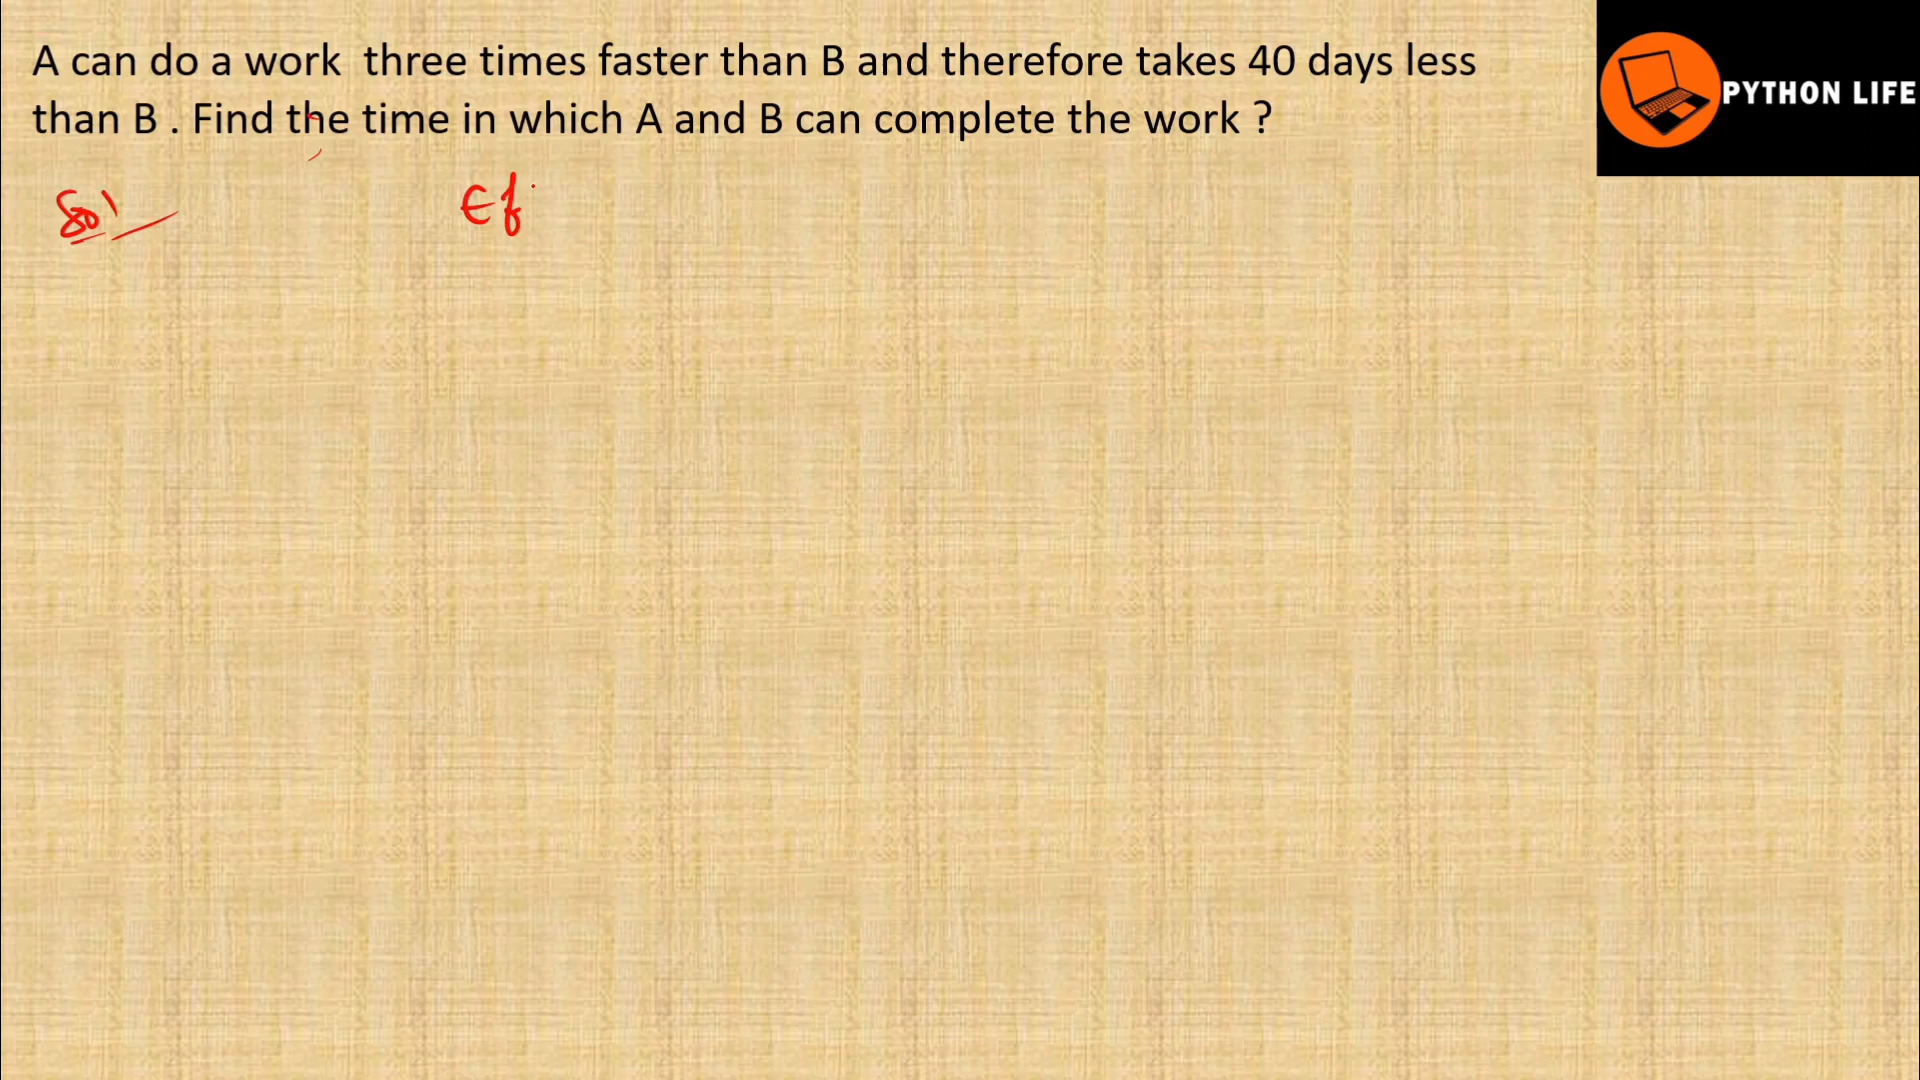 A can do a work three times faster than B and therefore takes 40 days less
than B . Find the time in which A and B can complete the work ?
PYTHON LIFE
Sol
Ef